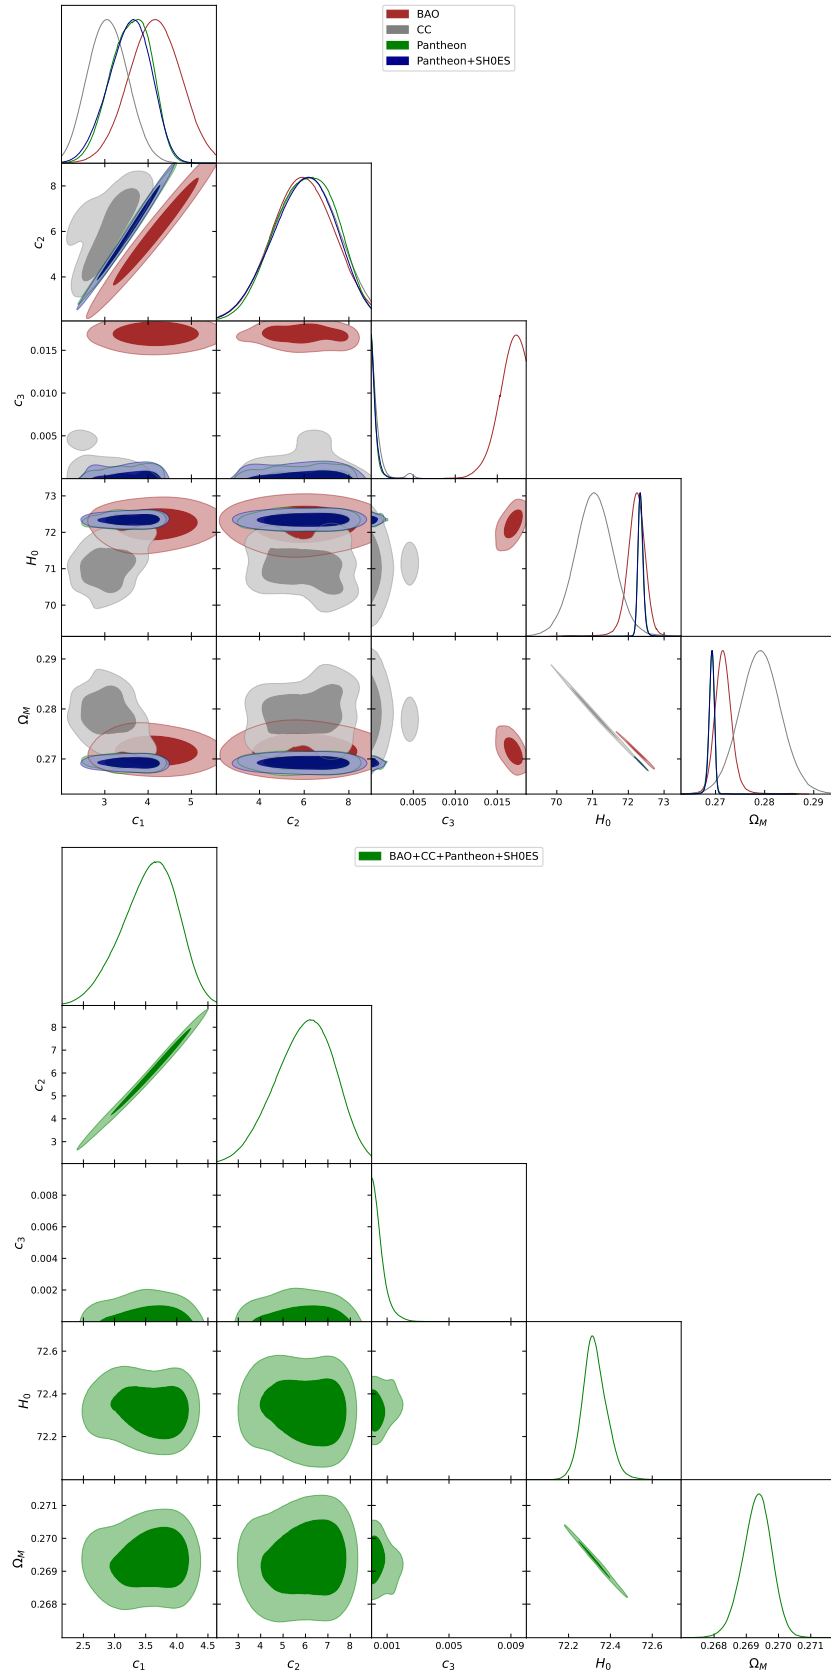 BAO
CC
Pantheon
Pantheon+SH0ES
8
6
4
c₂
0.015
0.010
0.005
c₃
73
72
71
70
H₀
0.29
0.28
0.27
Ω_M
3 4 5
4 6 8
0.005 0.010 0.015
70 71 72 73
0.27 0.28 0.29
c₁ c₂ c₃ H₀ Ω_M
BAO+CC+Pantheon+SH0ES
8
7
6
5
4
3
c₂
0.008
0.006
0.004
0.002
c₃
72.6
72.4
72.2
H₀
0.271
0.270
0.269
0.268
Ω_M
2.5 3.0 3.5 4.0 4.5
3 4 5 6 7 8
0.001 0.005 0.009
72.2 72.4 72.6
0.268 0.269 0.270 0.271
c₁ c₂ c₃ H₀ Ω_M